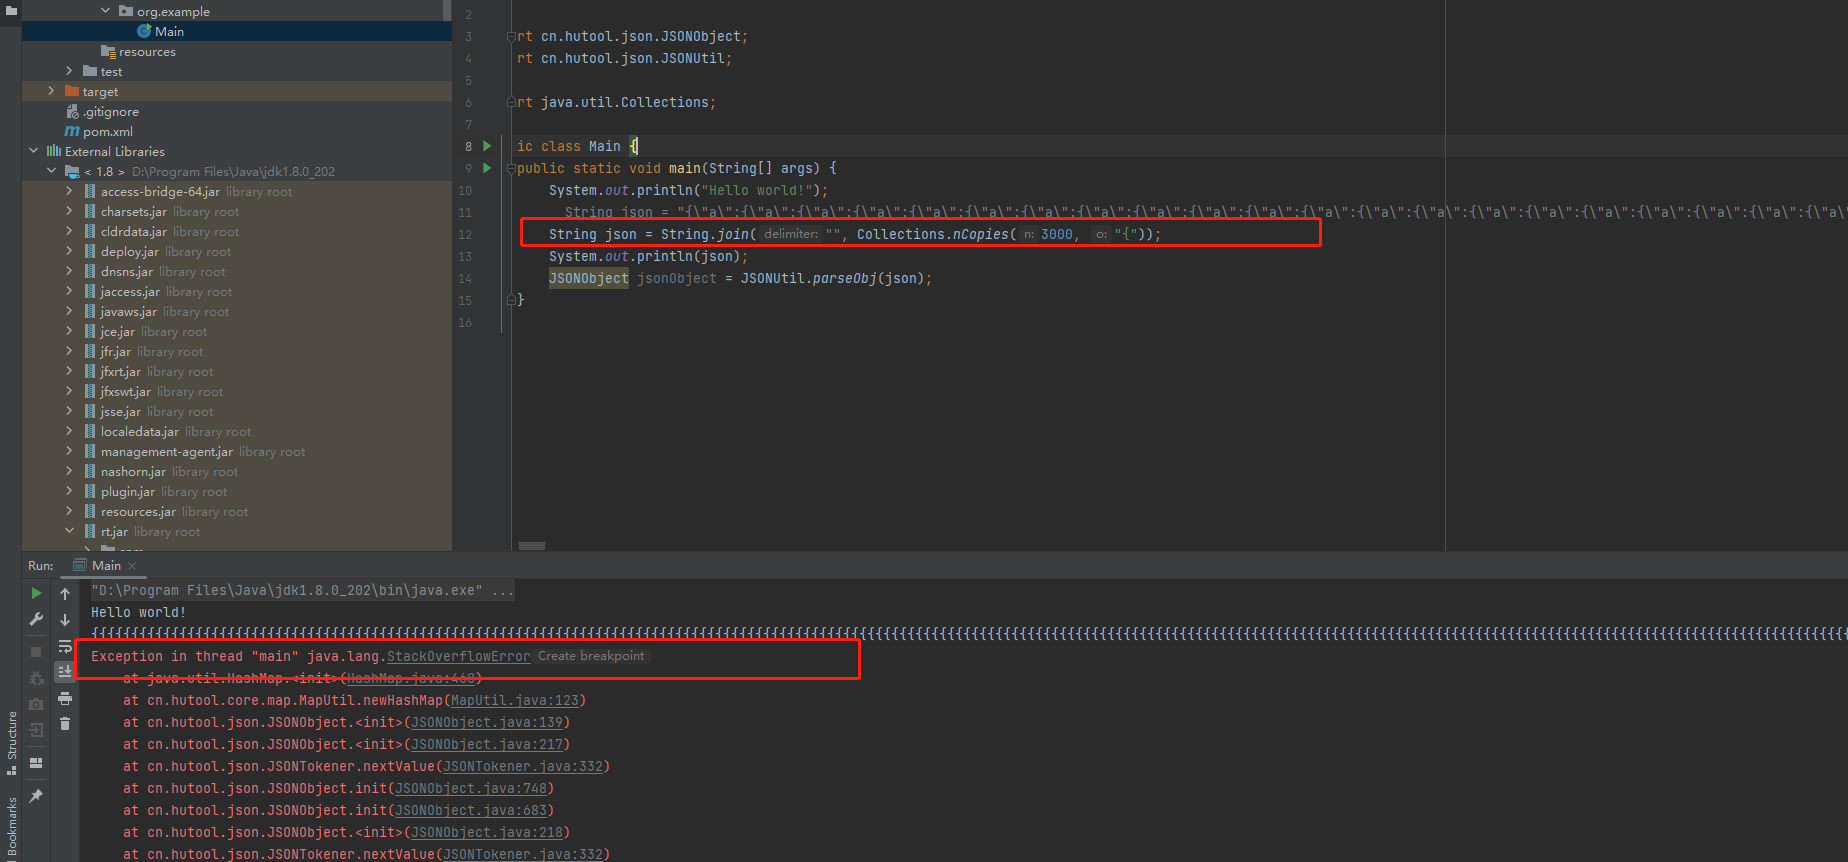 org.example
Main
resources
test
target
.gitignore
pom.xml
External Libraries
< 1.8 > D:\Program Files\Java\jdk1.8.0_202
access-bridge-64.jar library root
charsets.jar library root
cldrdata.jar library root
deploy.jar library root
dnsns.jar library root
jaccess.jar library root
javaws.jar library root
jce.jar library root
jfr.jar library root
jfxrt.jar library root
jfxswt.jar library root
jsse.jar library root
localedata.jar library root
management-agent.jar library root
nashorn.jar library root
plugin.jar library root
resources.jar library root
rt.jar library root
2
3 rt cn.hutool.json.JSONObject;
4 rt cn.hutool.json.JSONUtil;
5
6 rt java.util.Collections;
7
8 ic class Main {
9 public static void main(String[] args) {
10 System.out.println("Hello world!");
11 String json = "{\"a\":{\"a\":{\"a\":{\"a\":{\"a\":{\"a\":{\"a\":{\"a\":{\"a\":{\"a\":{\"a\":{\"a\":{\"a\":{\"a\":{\"a\":{\"a\":{\"a\":{\"a\":{\"a\":{\"a\":{\"a\
12 String json = String.join( delimiter: "", Collections.nCopies( n: 3000, o: "{"));
13 System.out.println(json);
14 JSONObject jsonObject = JSONUtil.parseObj(json);
15 }
16
Run: Main
"D:\Program Files\Java\jdk1.8.0_202\bin\java.exe" ...
Hello world!
Exception in thread "main" java.lang.StackOverflowError Create breakpoint
at java.util.HashMap.<init>(HashMap.java:468)
at cn.hutool.core.map.MapUtil.newHashMap(MapUtil.java:123)
at cn.hutool.json.JSONObject.<init>(JSONObject.java:139)
at cn.hutool.json.JSONObject.<init>(JSONObject.java:217)
at cn.hutool.json.JSONTokener.nextValue(JSONTokener.java:332)
at cn.hutool.json.JSONObject.init(JSONObject.java:748)
at cn.hutool.json.JSONObject.init(JSONObject.java:683)
at cn.hutool.json.JSONObject.<init>(JSONObject.java:218)
at cn.hutool.json.JSONTokener.nextValue(JSONTokener.java:332)
Structure
Bookmarks